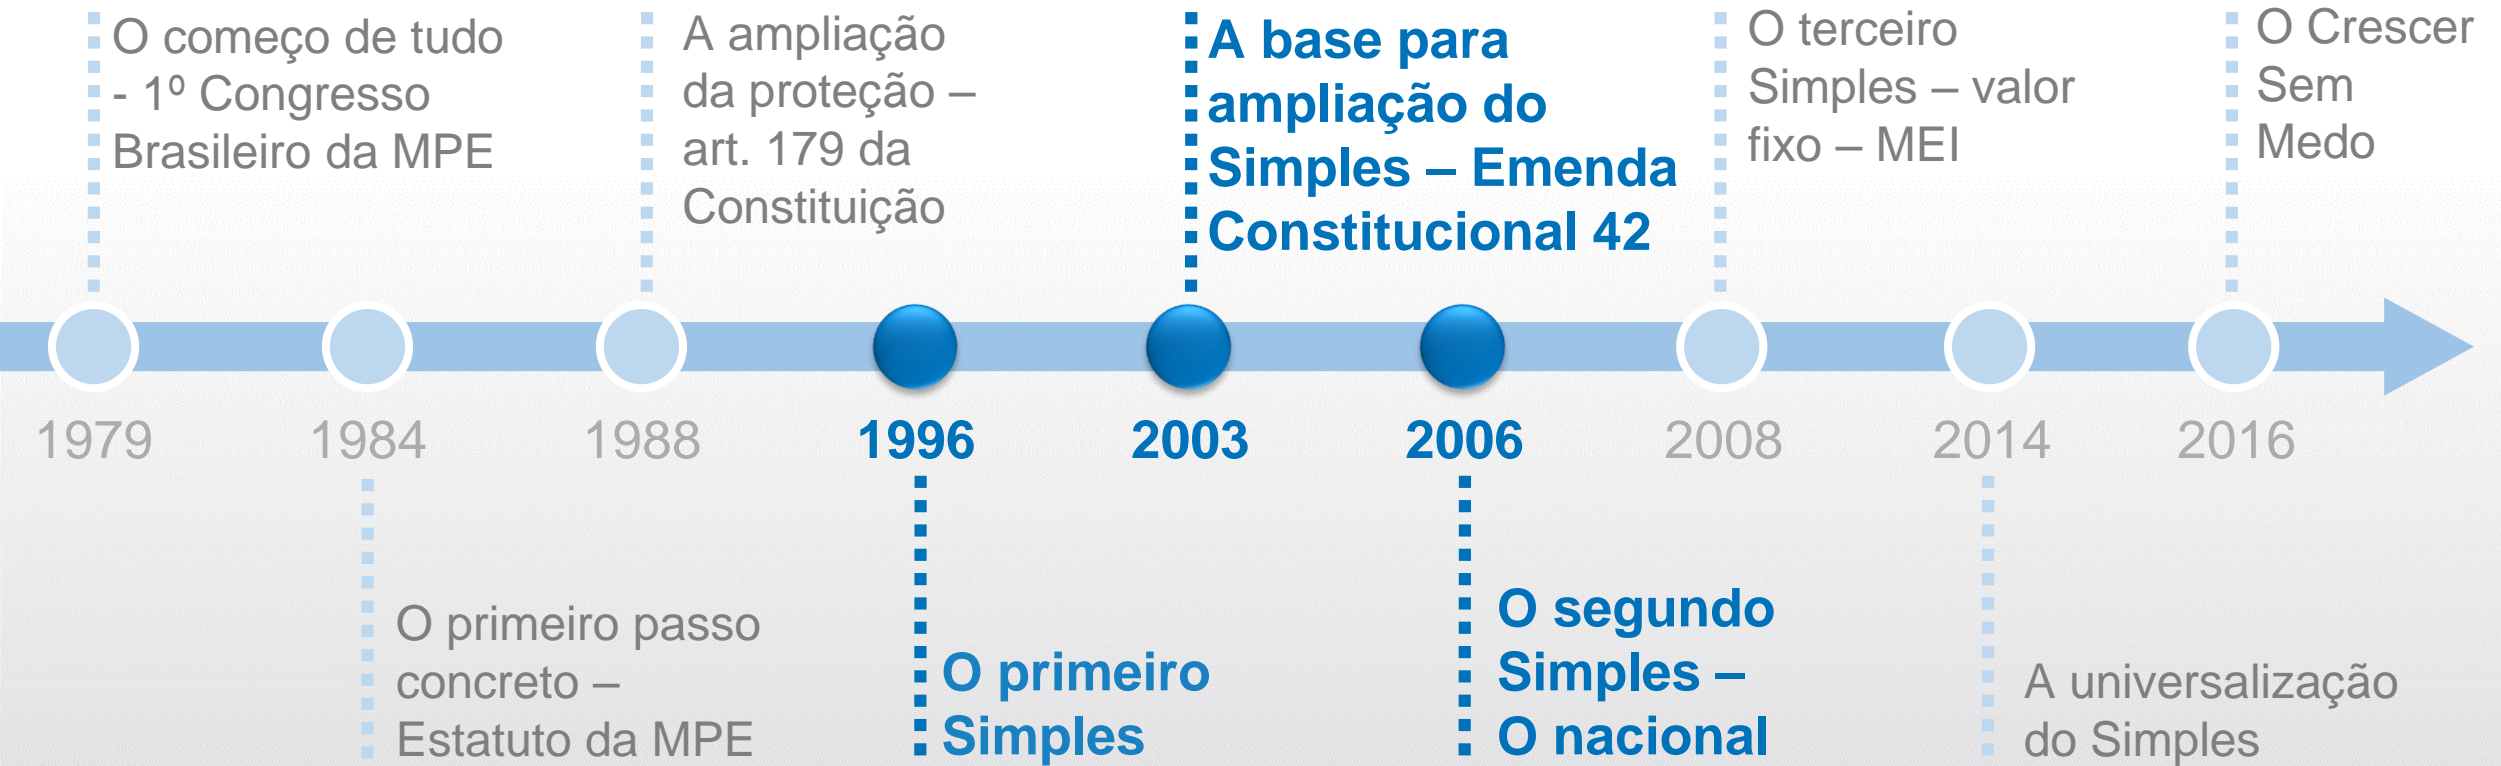 O começo de tudo
- 1º Congresso
Brasileiro da MPE
A ampliação
da proteção –
art. 179 da
Constituição
A base para
ampliação do
Simples – Emenda
Constitucional 42
O terceiro
Simples – valor
fixo – MEI
O Crescer
Sem
Medo
1979
1984
1988
1996
2003
2006
2008
2014
2016
O primeiro passo
concreto –
Estatuto da MPE
O primeiro
Simples
O segundo
Simples –
O nacional
A universalização
do Simples